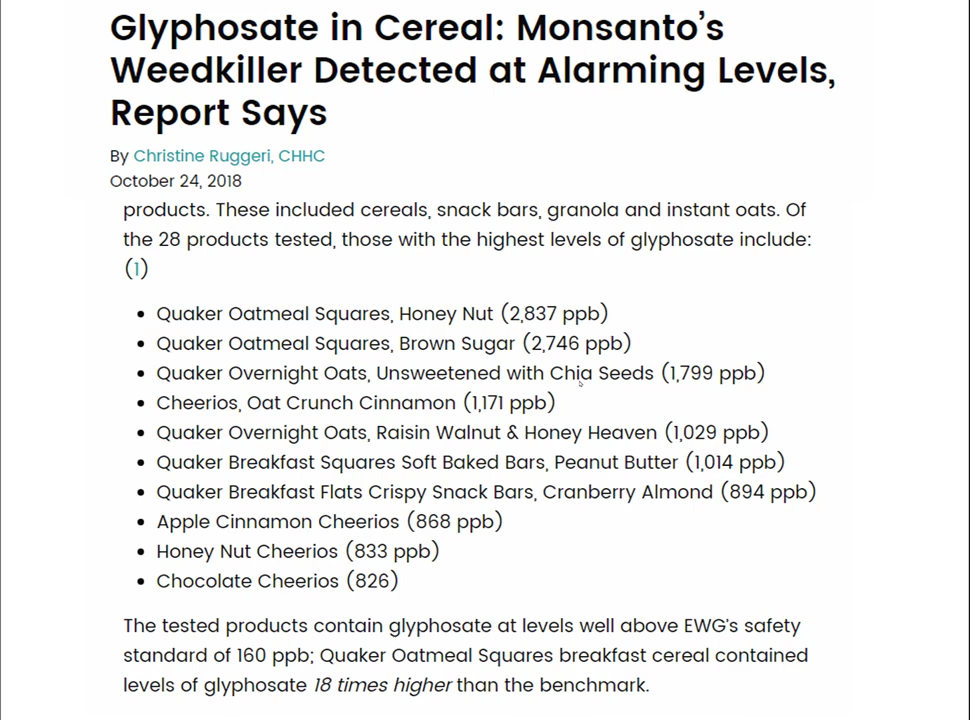 Glyphosate in Cereal: Monsanto's
Weedkiller Detected at Alarming Levels,
Report Says
By Christine Ruggeri, CHHC
October 24, 2018
products. These included cereals, snack bars, granola and instant oats. Of
the 28 products tested, those with the highest levels of glyphosate include:
(1)
• Quaker Oatmeal Squares, Honey Nut (2,837 ppb)
• Quaker Oatmeal Squares, Brown Sugar (2,746 ppb)
• Quaker Overnight Oats, Unsweetened with Chia Seeds (1,799 ppb)
• Cheerios, Oat Crunch Cinnamon (1,171 ppb)
• Quaker Overnight Oats, Raisin Walnut & Honey Heaven (1,029 ppb)
• Quaker Breakfast Squares Soft Baked Bars, Peanut Butter (1,014 ppb)
• Quaker Breakfast Flats Crispy Snack Bars, Cranberry Almond (894 ppb)
• Apple Cinnamon Cheerios (868 ppb)
• Honey Nut Cheerios (833 ppb)
• Chocolate Cheerios (826)
The tested products contain glyphosate at levels well above EWG's safety
standard of 160 ppb; Quaker Oatmeal Squares breakfast cereal contained
levels of glyphosate 18 times higher than the benchmark.